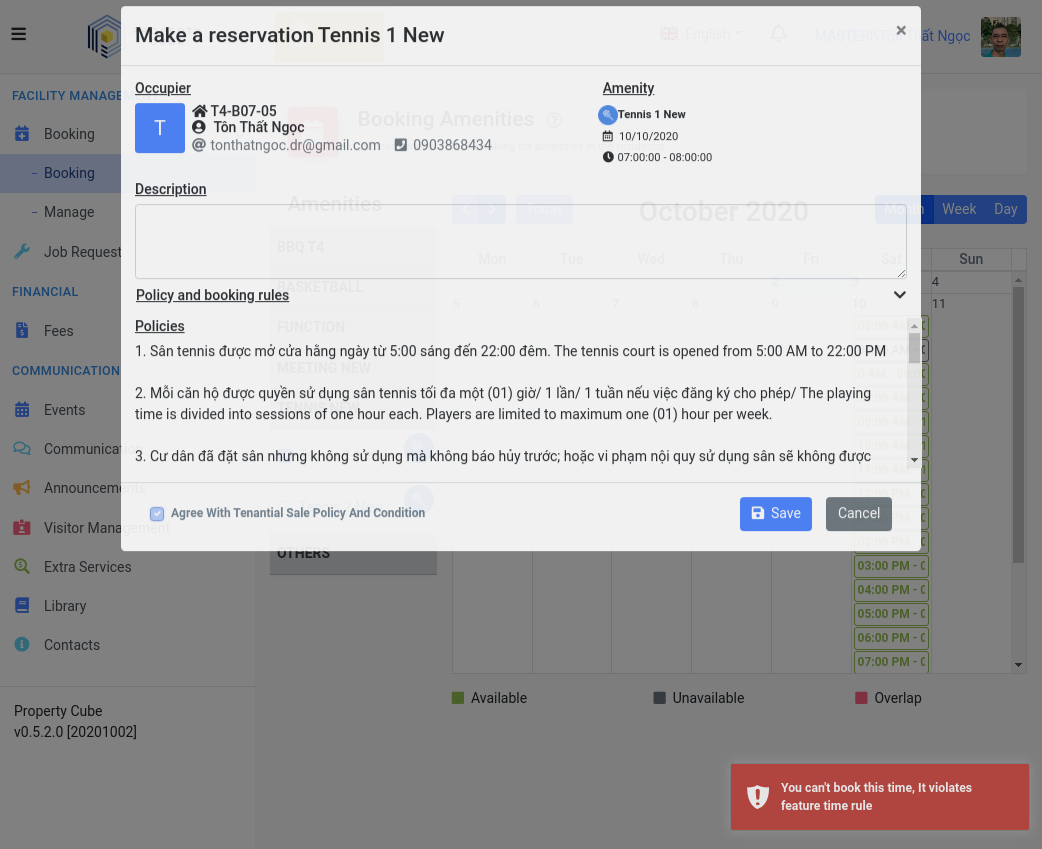 Make a reservation Tennis 1 New
×
English
MASTERI
ất Ngọc
Occupier
T
T4-B07-05
Tôn Thất Ngọc
@ tonthatngoc.dr@gmail.com
0903868434
Amenity
Tennis 1 New
10/10/2020
07:00:00 - 08:00:00
Description
Policy and booking rules
Policies
1. Sân tennis được mở cửa hằng ngày từ 5:00 sáng đến 22:00 đêm. The tennis court is opened from 5:00 AM to 22:00 PM
2. Mỗi căn hộ được quyền sử dụng sân tennis tối đa một (01) giờ/ 1 lần/ 1 tuần nếu việc đăng ký cho phép/ The playing
time is divided into sessions of one hour each. Players are limited to maximum one (01) hour per week.
3. Cư dân đã đặt sân nhưng không sử dụng mà không báo hủy trước; hoặc vi phạm nội quy sử dụng sân sẽ không được
Agree With Tenantial Sale Policy And Condition
Save
Cancel
FACILITY MANAGE
Booking
Booking
Manage
Job Request
FINANCIAL
Fees
COMMUNICATION
Events
Communication
Announcements
Visitor Management
Extra Services
Library
Contacts
Property Cube
v0.5.2.0 [20201002]
Booking Amenities
Amenities
BBQ T4
BASKETBALL
FUNCTION
MEETING NEW
OTHERS
October 2020
Month
Week
Day
Mon
Tue
Wed
Thu
Fri
Sat
Sun
2
3
4
5
6
7
8
9
10
11
03:00 PM - 0
04:00 PM - 0
05:00 PM - 0
06:00 PM - 0
07:00 PM - 0
Available
Unavailable
Overlap
You can't book this time, It violates
feature time rule